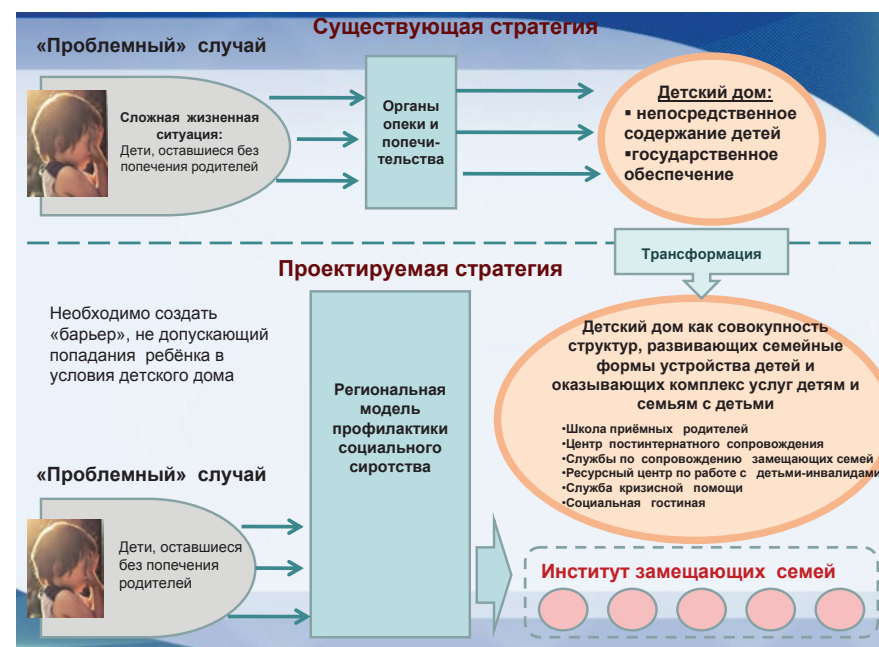 Существующая стратегия
«Проблемный» случай
Сложная жизненная
ситуация:
Дети, оставшиеся без
попечения родителей
Органы
опеки и
попечи-
тельства
Детский дом:
▪ непосредственное
содержание детей
▪государственное
обеспечение
Трансформация
Проектируемая стратегия
Необходимо создать
«барьер», не допускающий
попадания ребёнка в
условия детского дома
Региональная
модель
профилактики
социального
сиротства
Детский дом как совокупность
структур, развивающих семейные
формы устройства детей и
оказывающих комплекс услуг детям и
семьям с детьми
•Школа приёмных родителей
•Центр постинтернатного сопровождения
•Службы по сопровождению замещающих семей
•Ресурсный центр по работе с детьми-инвалидами
•Служба кризисной помощи
•Социальная гостиная
«Проблемный» случай
Дети, оставшиеся
без попечения
родителей
Институт замещающих семей